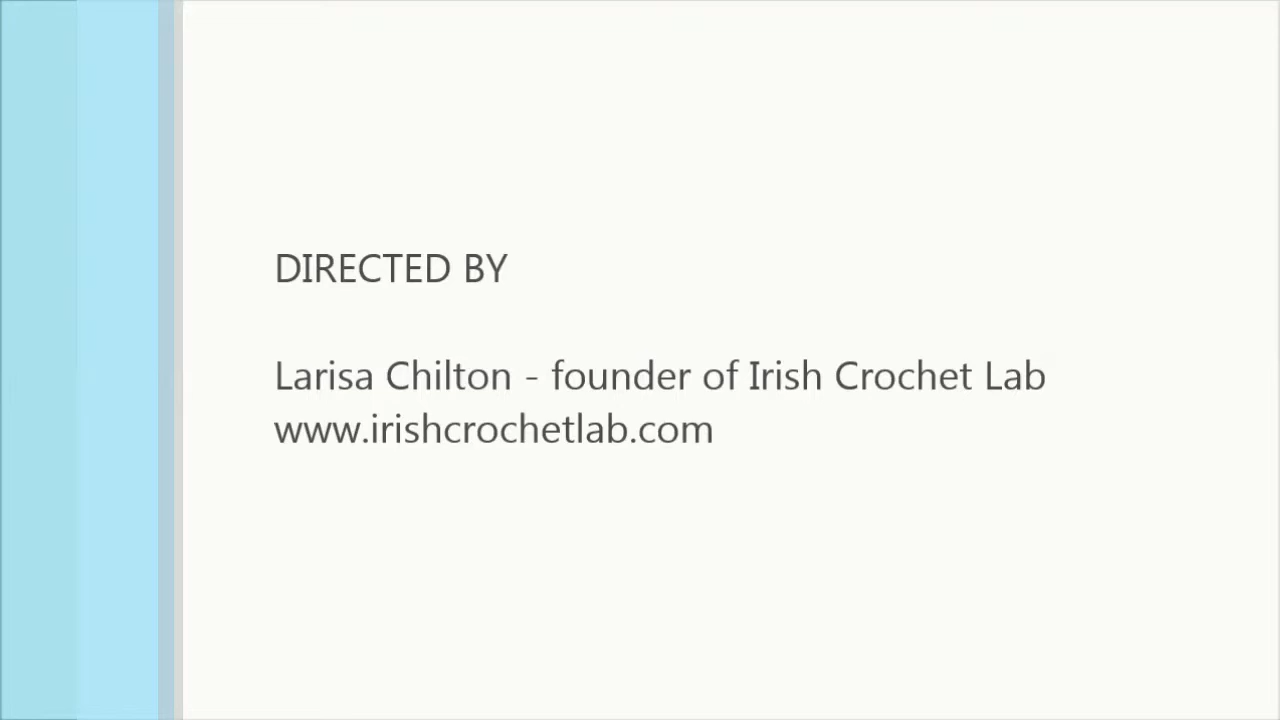 DIRECTED BY
Larisa Chilton - founder of Irish Crochet Lab
www.irishcrochetlab.com